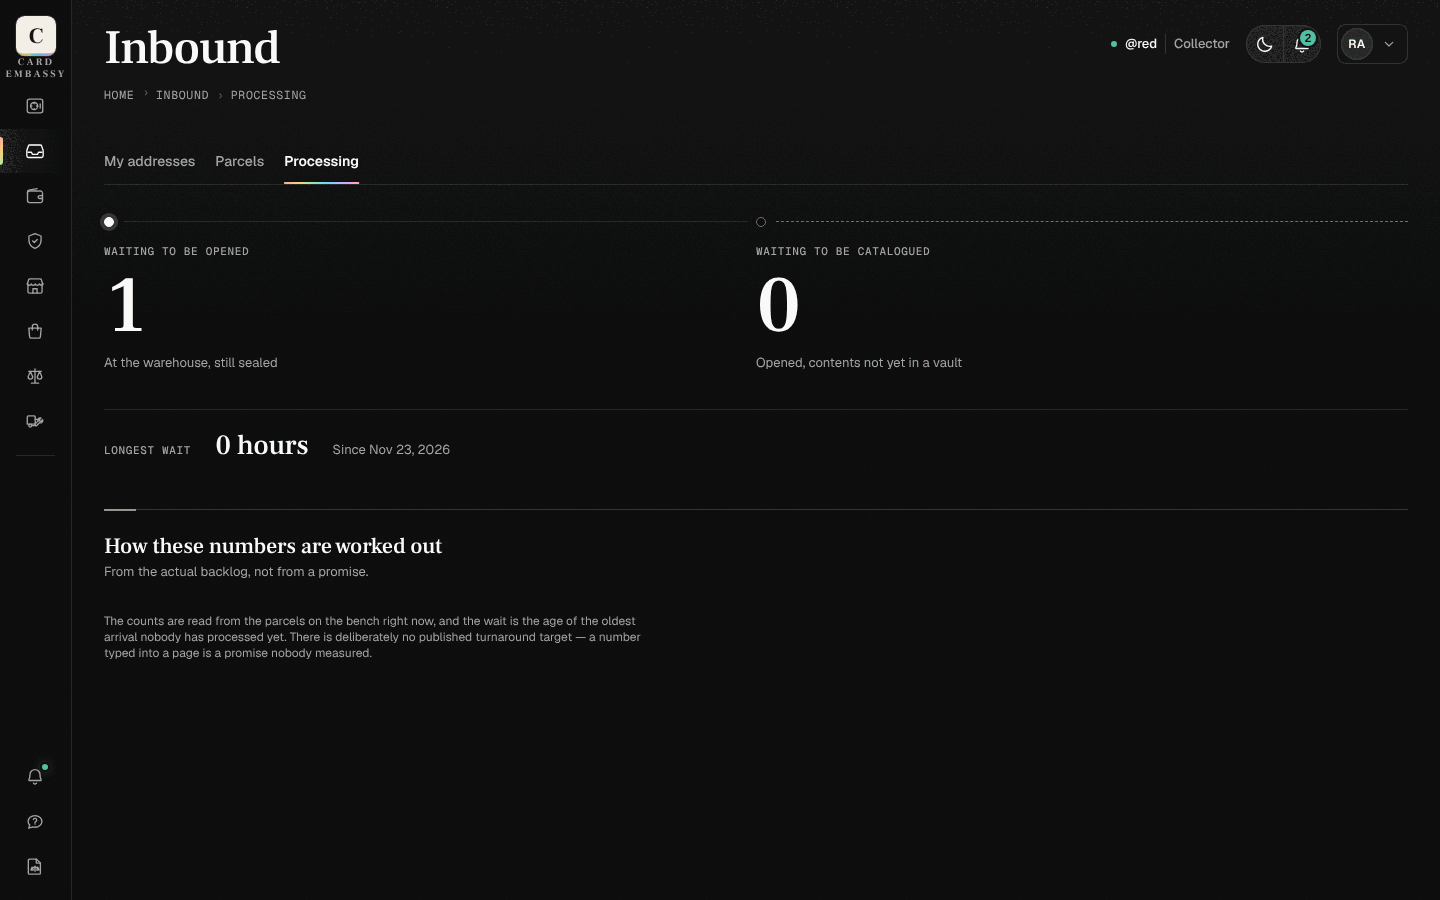 C
CARD
EMBASSY
Inbound
@red
Collector
2
RA
HOME › INBOUND › PROCESSING
My addresses
Parcels
Processing
WAITING TO BE OPENED
1
At the warehouse, still sealed
WAITING TO BE CATALOGUED
0
Opened, contents not yet in a vault
LONGEST WAIT
0 hours
Since Nov 23, 2026
How these numbers are worked out
From the actual backlog, not from a promise.
The counts are read from the parcels on the bench right now, and the wait is the age of the oldest
arrival nobody has processed yet. There is deliberately no published turnaround target — a number
typed into a page is a promise nobody measured.